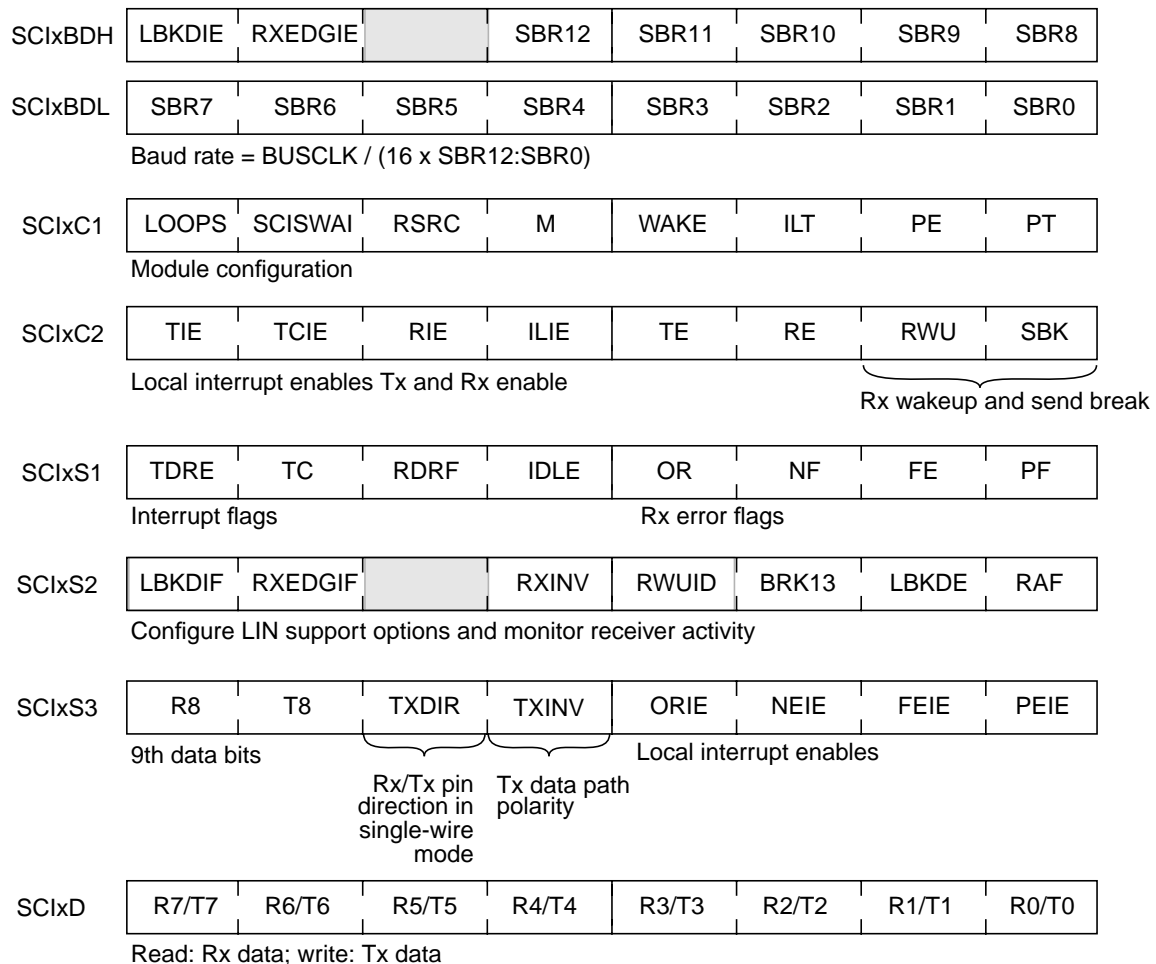 SCIxBDH LBKDIE RXEDGIE SBR12 SBR11 SBR10 SBR9 SBR8
SCIxBDL SBR7 SBR6 SBR5 SBR4 SBR3 SBR2 SBR1 SBR0
Baud rate = BUSCLK / (16 x SBR12:SBR0)
SCIxC1 LOOPS SCISWAI RSRC M WAKE ILT PE PT
Module configuration
SCIxC2 TIE TCIE RIE ILIE TE RE RWU SBK
Local interrupt enables Tx and Rx enable
Rx wakeup and send break
SCIxS1 TDRE TC RDRF IDLE OR NF FE PF
Interrupt flags Rx error flags
SCIxS2 LBKDIF RXEDGIF RXINV RWUID BRK13 LBKDE RAF
Configure LIN support options and monitor receiver activity
SCIxS3 R8 T8 TXDIR TXINV ORIE NEIE FEIE PEIE
9th data bits Local interrupt enables
Rx/Tx pin
direction in
single-wire
mode
Tx data path
polarity
SCIxD R7/T7 R6/T6 R5/T5 R4/T4 R3/T3 R2/T2 R1/T1 R0/T0
Read: Rx data; write: Tx data